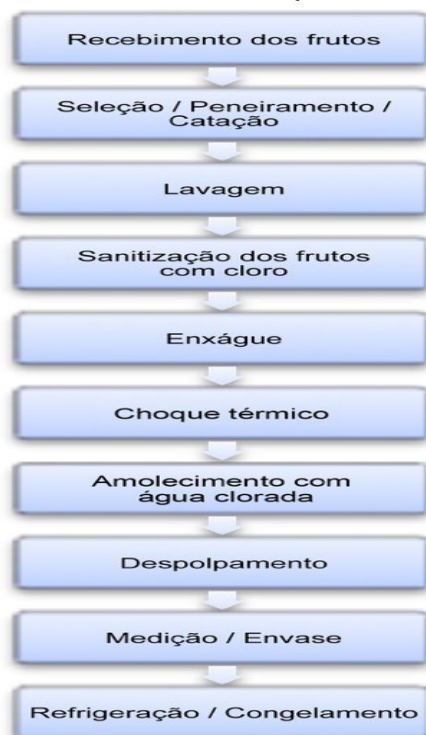 Recebimento dos frutos
Seleção / Peneiramento /
Catação
Lavagem
Sanitização dos frutos
com cloro
Enxágue
Choque térmico
Amolecimento com
água clorada
Despolpamento
Medição / Envase
Refrigeração / Congelamento